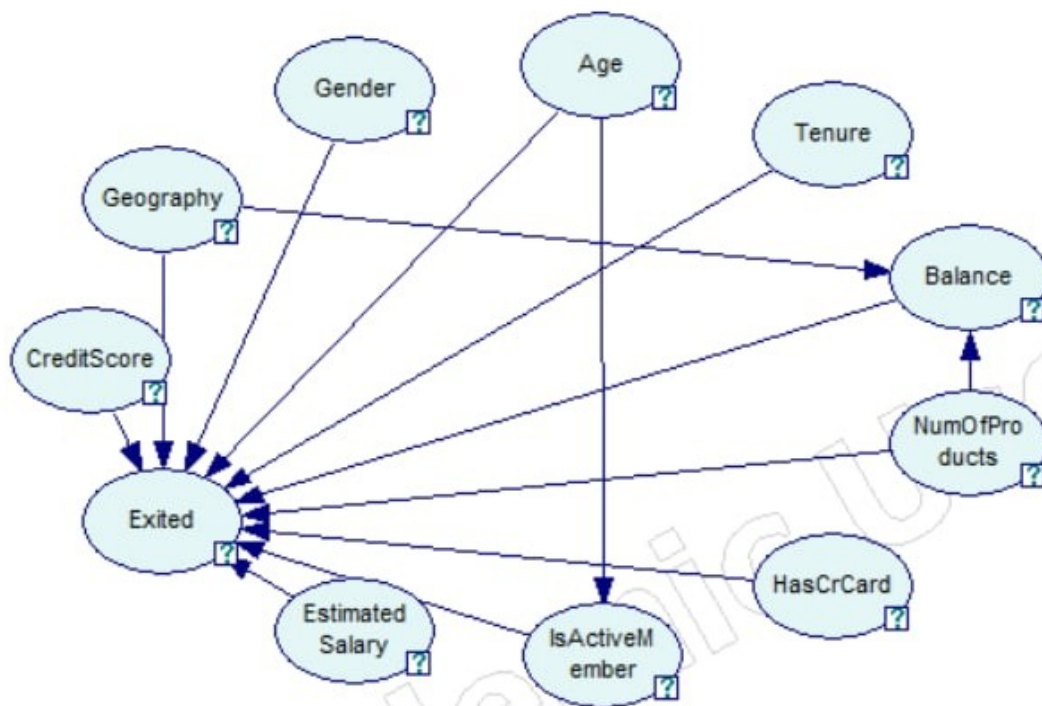 Gender
?
Age
?
Tenure
?
Geography
?
Balance
?
CreditScore
?
NumOfPro
ducts
?
Exited
?
HasCrCard
?
Estimated
Salary
?
IsActiveM
ember
?